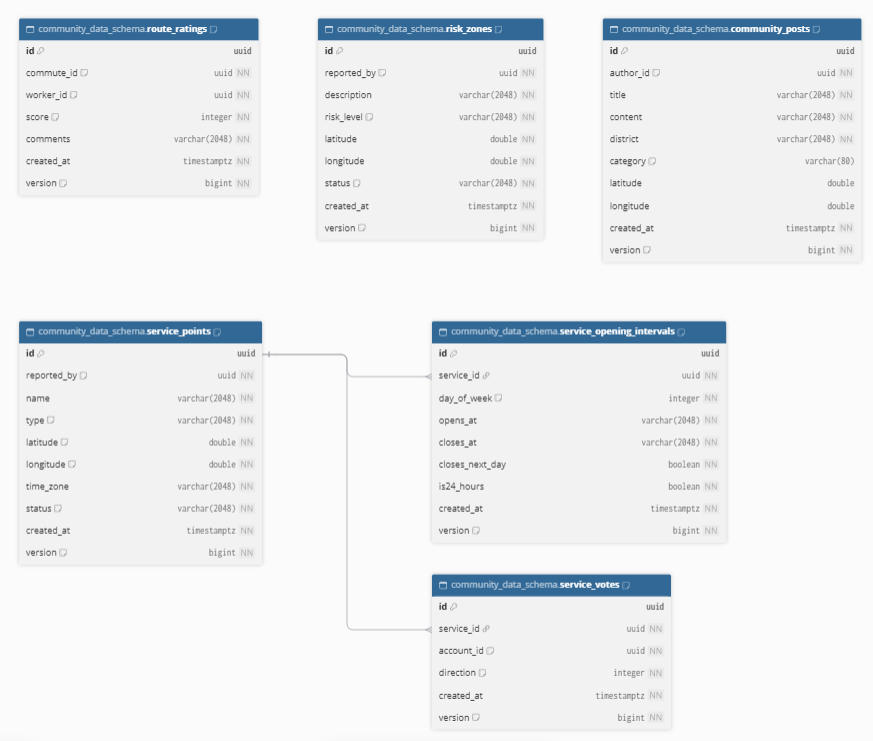 community_data_schema.route_ratings
id uuid
commute_id uuid NN
worker_id uuid NN
score integer NN
comments varchar(2048) NN
created_at timestamptz NN
version bigint NN
community_data_schema.risk_zones
id uuid
reported_by uuid NN
description varchar(2048) NN
risk_level varchar(2048) NN
latitude double NN
longitude double NN
status varchar(2048) NN
created_at timestamptz NN
version bigint NN
community_data_schema.community_posts
id uuid
author_id uuid NN
title varchar(2048) NN
content varchar(2048) NN
district varchar(2048) NN
category varchar(80)
latitude double
longitude double
created_at timestamptz NN
version bigint NN
community_data_schema.service_points
id uuid
reported_by uuid NN
name varchar(2048) NN
type varchar(2048) NN
latitude double NN
longitude double NN
time_zone varchar(2048) NN
status varchar(2048) NN
created_at timestamptz NN
version bigint NN
community_data_schema.service_opening_intervals
id uuid
service_id uuid NN
day_of_week integer NN
opens_at varchar(2048) NN
closes_at varchar(2048) NN
closes_next_day boolean NN
is24_hours boolean NN
created_at timestamptz NN
version bigint NN
community_data_schema.service_votes
id uuid
service_id uuid NN
account_id uuid NN
direction integer NN
created_at timestamptz NN
version bigint NN